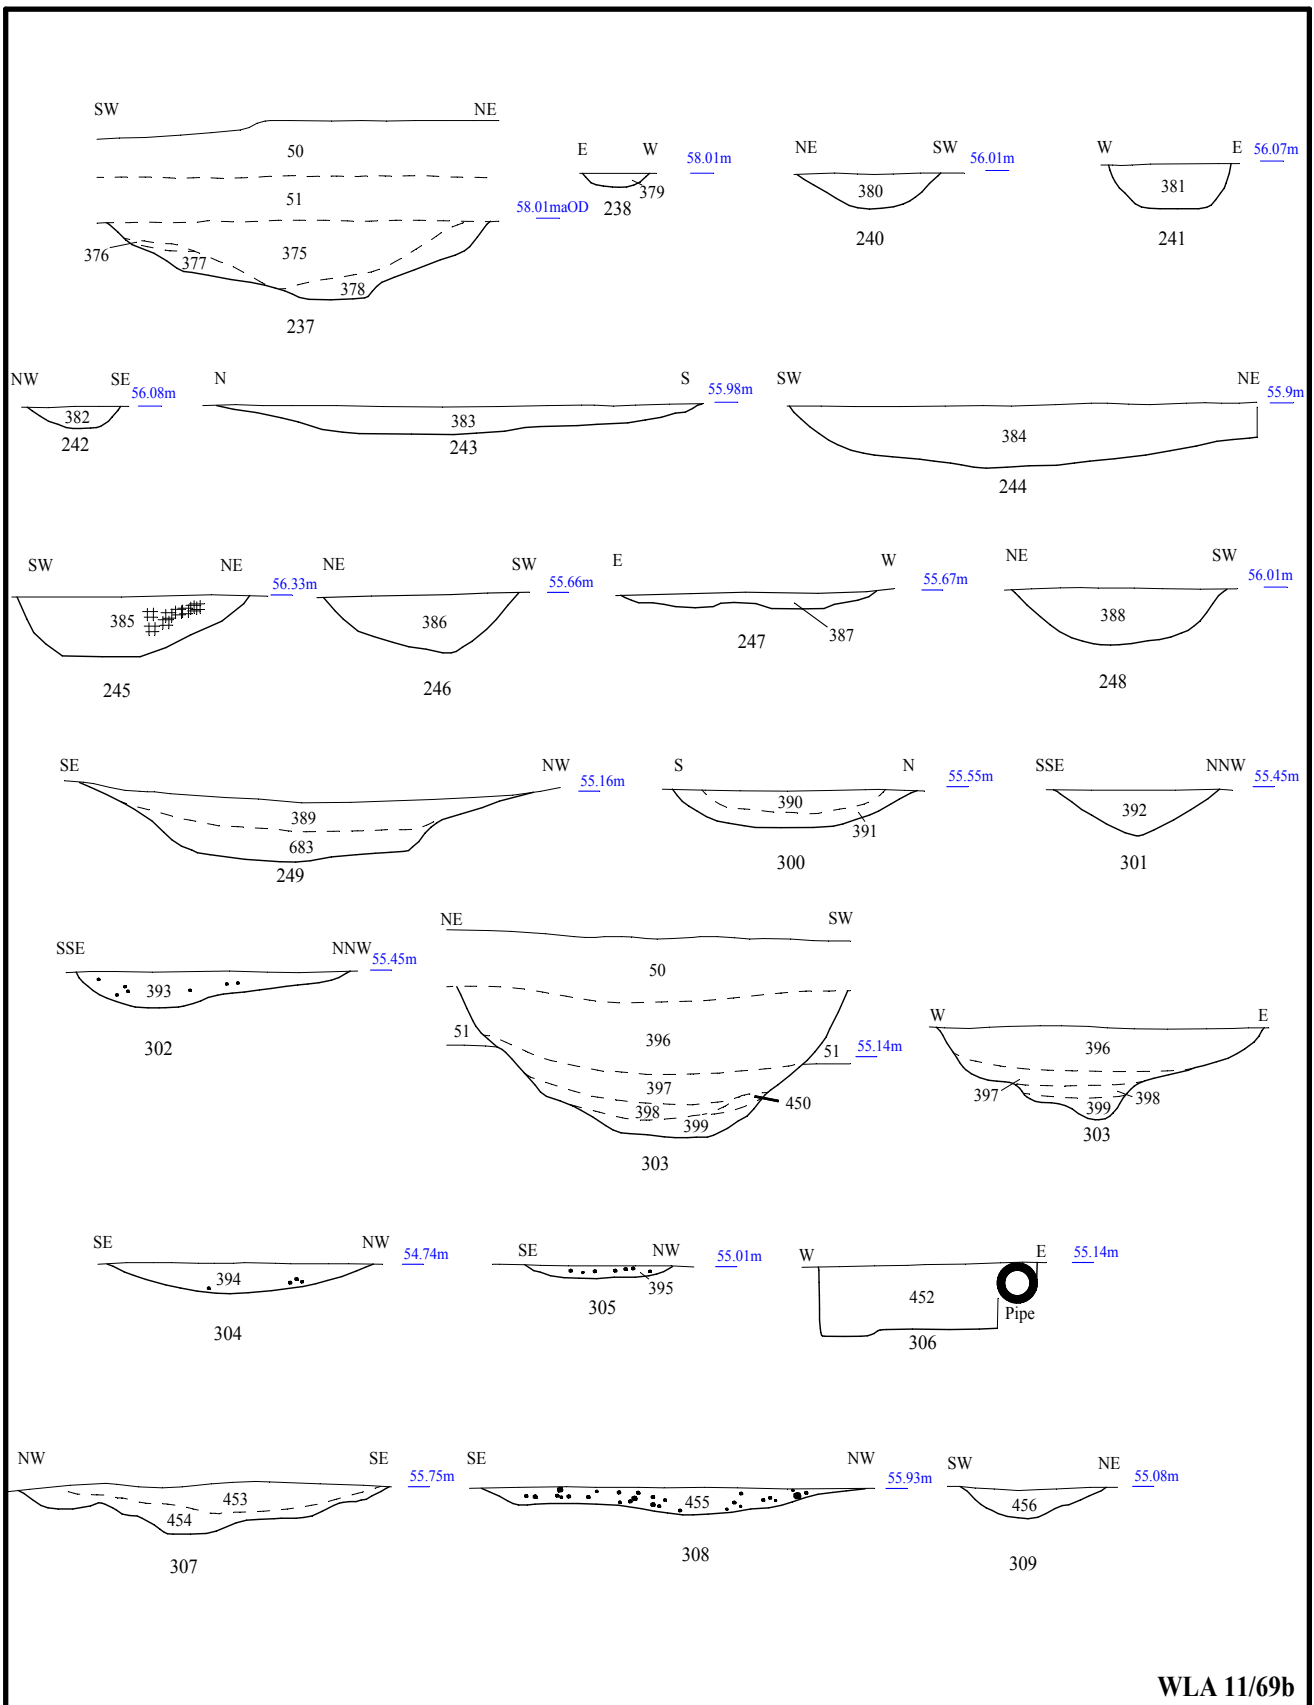 SW NE
50
51
58.01maOD
376 377 375 378
237
E W 58.01m
379
238
NE SW 56.01m
380
240
W E 56.07m
381
241
NW SE 56.08m
382
242
N S 55.98m
383
243
SW NE 55.9m
384
244
SW NE 56.33m
385
245
NE SW 55.66m
386
246
E W 55.67m
387
247
NE SW 56.01m
388
248
SE NW 55.16m
389
683
249
S N 55.55m
390
391
300
SSE NNW 55.45m
392
301
SSE NNW 55.45m
393
302
NE SW
50
51 396 51 55.14m
397
398 450
399
303
W E
396
397 398
399
303
SE NW 54.74m
394
304
SE NW 55.01m
395
305
W E 55.14m
452
Pipe
306
NW SE 55.75m
453
454
307
SE NW 55.93m
455
308
SW NE 55.08m
456
309
WLA 11/69b